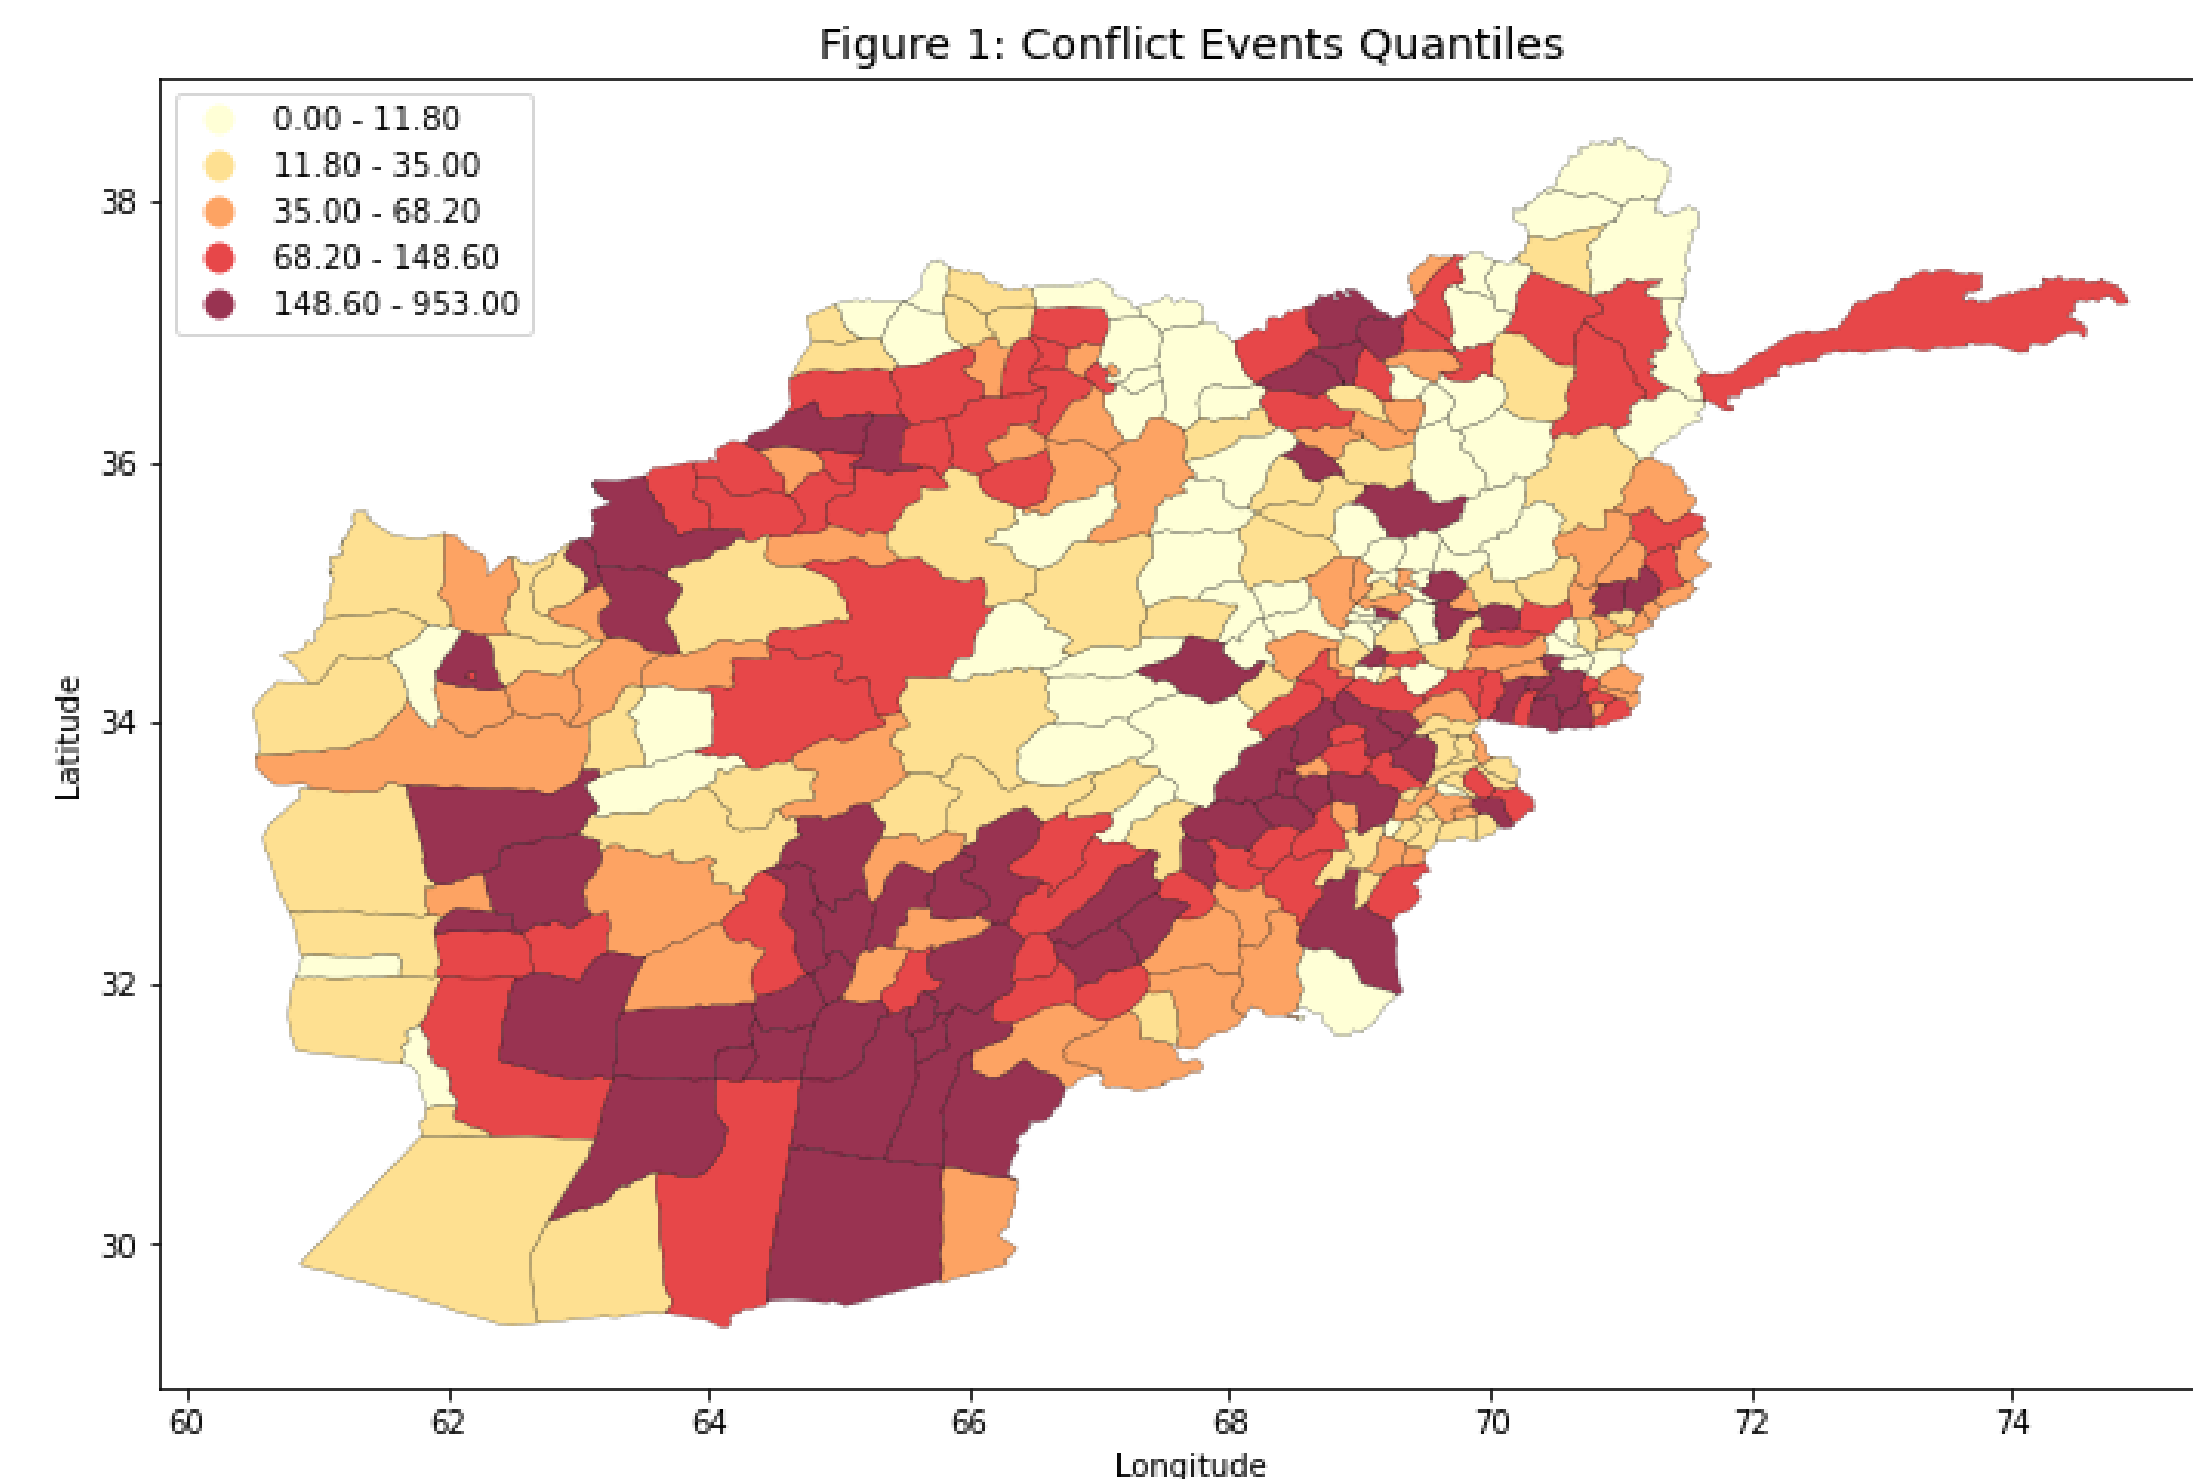 Figure 1: Conflict Events Quantiles
0.00 - 11.80
11.80 - 35.00
35.00 - 68.20
68.20 - 148.60
148.60 - 953.00
38
36
34
32
30
Latitude
60 62 64 66 68 70 72 74
Longitude